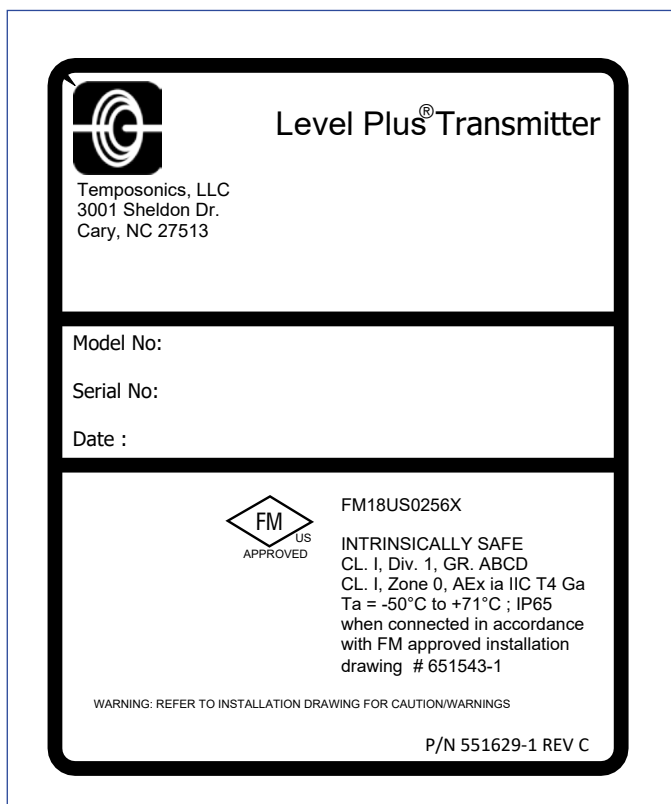 Level Plus® Transmitter
Temposonics, LLC
3001 Sheldon Dr.
Cary, NC 27513
Model No:
Serial No:
Date :
FM
US
APPROVED
FM18US0256X
INTRINSICALLY SAFE
CL. I, Div. 1, GR. ABCD
CL. I, Zone 0, AEx ia IIC T4 Ga
Ta = -50°C to +71°C ; IP65
when connected in accordance
with FM approved installation
drawing # 651543-1
WARNING: REFER TO INSTALLATION DRAWING FOR CAUTION/WARNINGS
P/N 551629-1 REV C